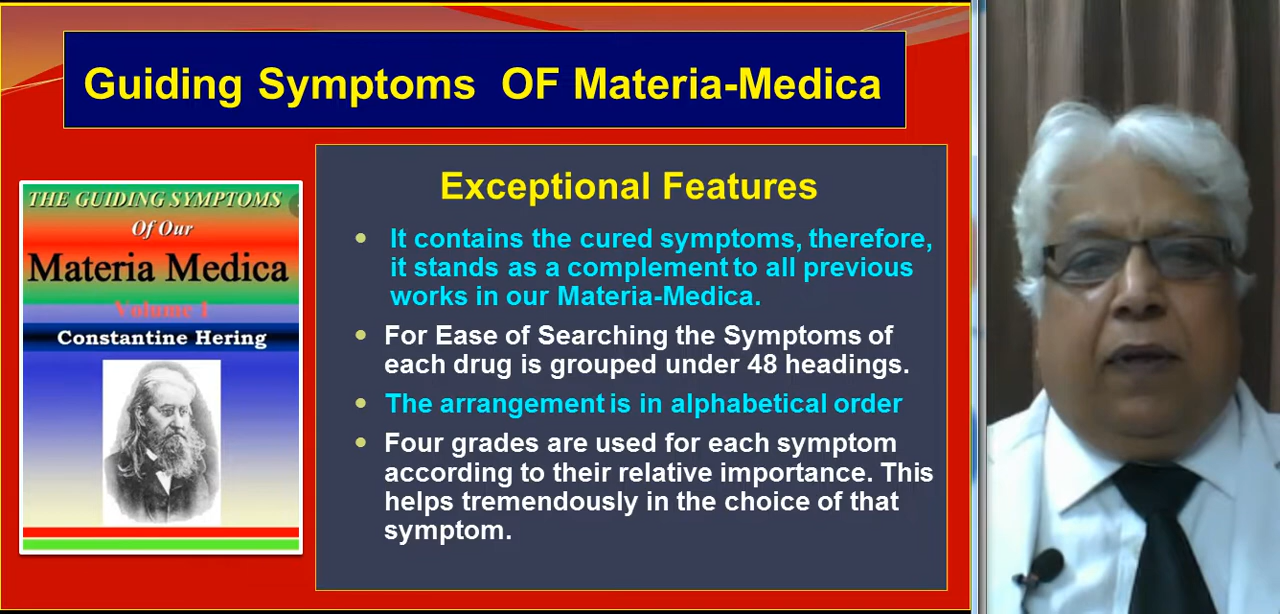 Guiding Symptoms OF Materia-Medica
THE GUIDING SYMPTOMS
Of Our
Materia Medica
Volume 1
Constantine Hering
Exceptional Features
It contains the cured symptoms, therefore,
it stands as a complement to all previous
works in our Materia-Medica.
For Ease of Searching the Symptoms of
each drug is grouped under 48 headings.
The arrangement is in alphabetical order
Four grades are used for each symptom
according to their relative importance. This
helps tremendously in the choice of that
symptom.